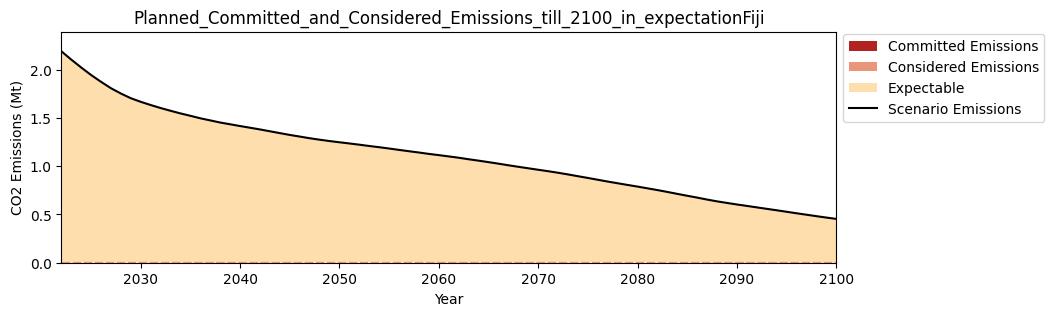 Planned_Committed_and_Considered_Emissions_till_2100_in_expectationFiji
Committed Emissions
Considered Emissions
Expectable
Scenario Emissions
CO2 Emissions (Mt)
2.0
1.5
1.0
0.5
0.0
2030 2040 2050 2060 2070 2080 2090 2100
Year